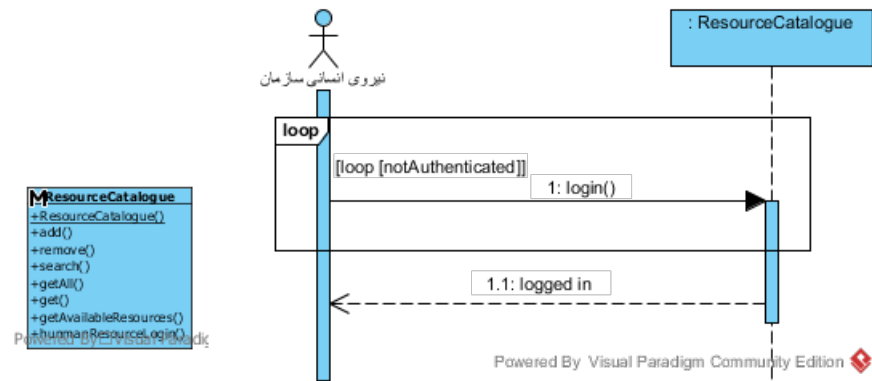 : ResourceCatalogue
نیروی انسانی سازمان
loop
[loop [notAuthenticated]]
1: login()
1.1: logged in
ResourceCatalogue
+ResourceCatalogue()
+add()
+remove()
+search()
+getAll()
+get()
+getAvailableResources()
+hunmanResourceLogin()
Powered By Visual Paradigm Community Edition